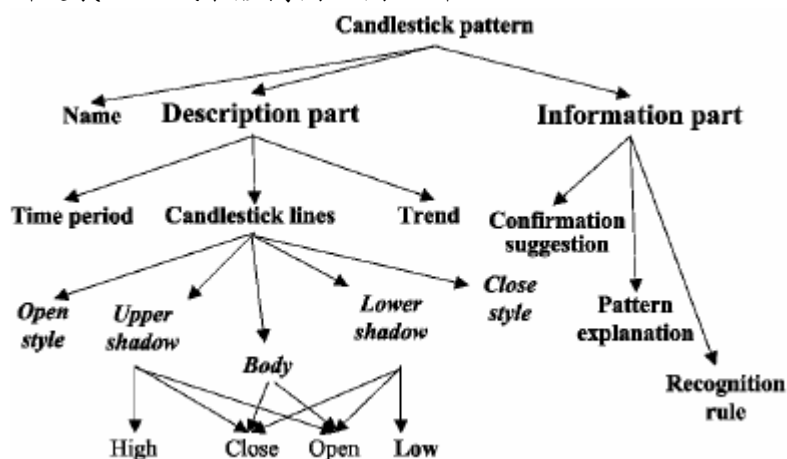 Candlestick pattern
Name
Description part
Information part
Time period
Candlestick lines
Trend
Confirmation
suggestion
Open
style
Upper
shadow
Lower
shadow
Close
style
Pattern
explanation
Body
Recognition
rule
High
Close
Open
Low